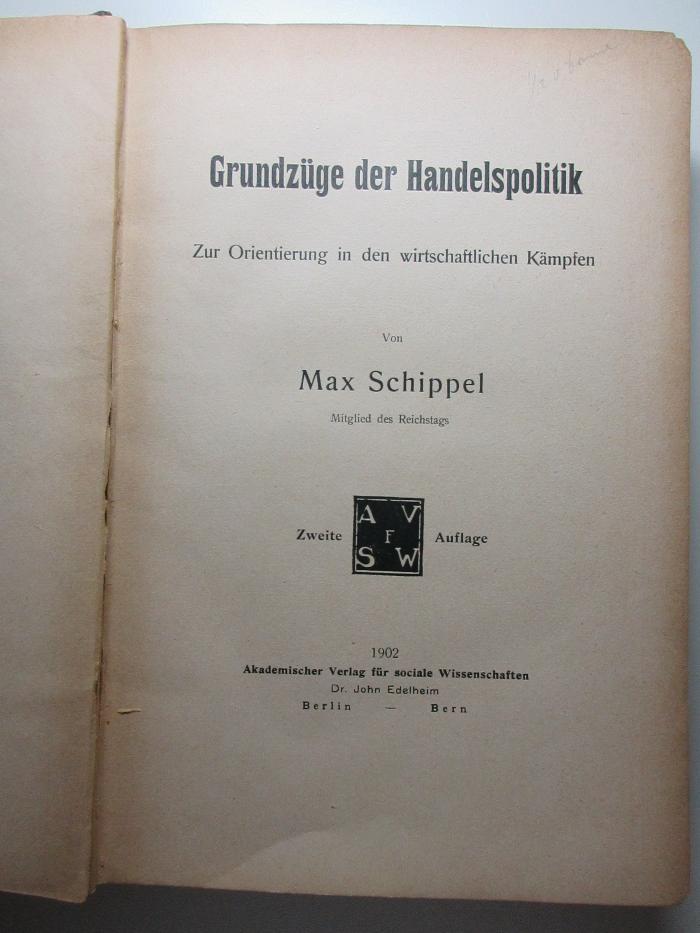 Grundzüge der Handelspolitik
Zur Orientierung in den wirtschaftlichen Kämpfen
Von
Max Schippel
Mitglied des Reichstags
Zweite
A V
F
S W
Auflage
1902
Akademischer Verlag für sociale Wissenschaften
Dr. John Edelheim
Berlin — Bern